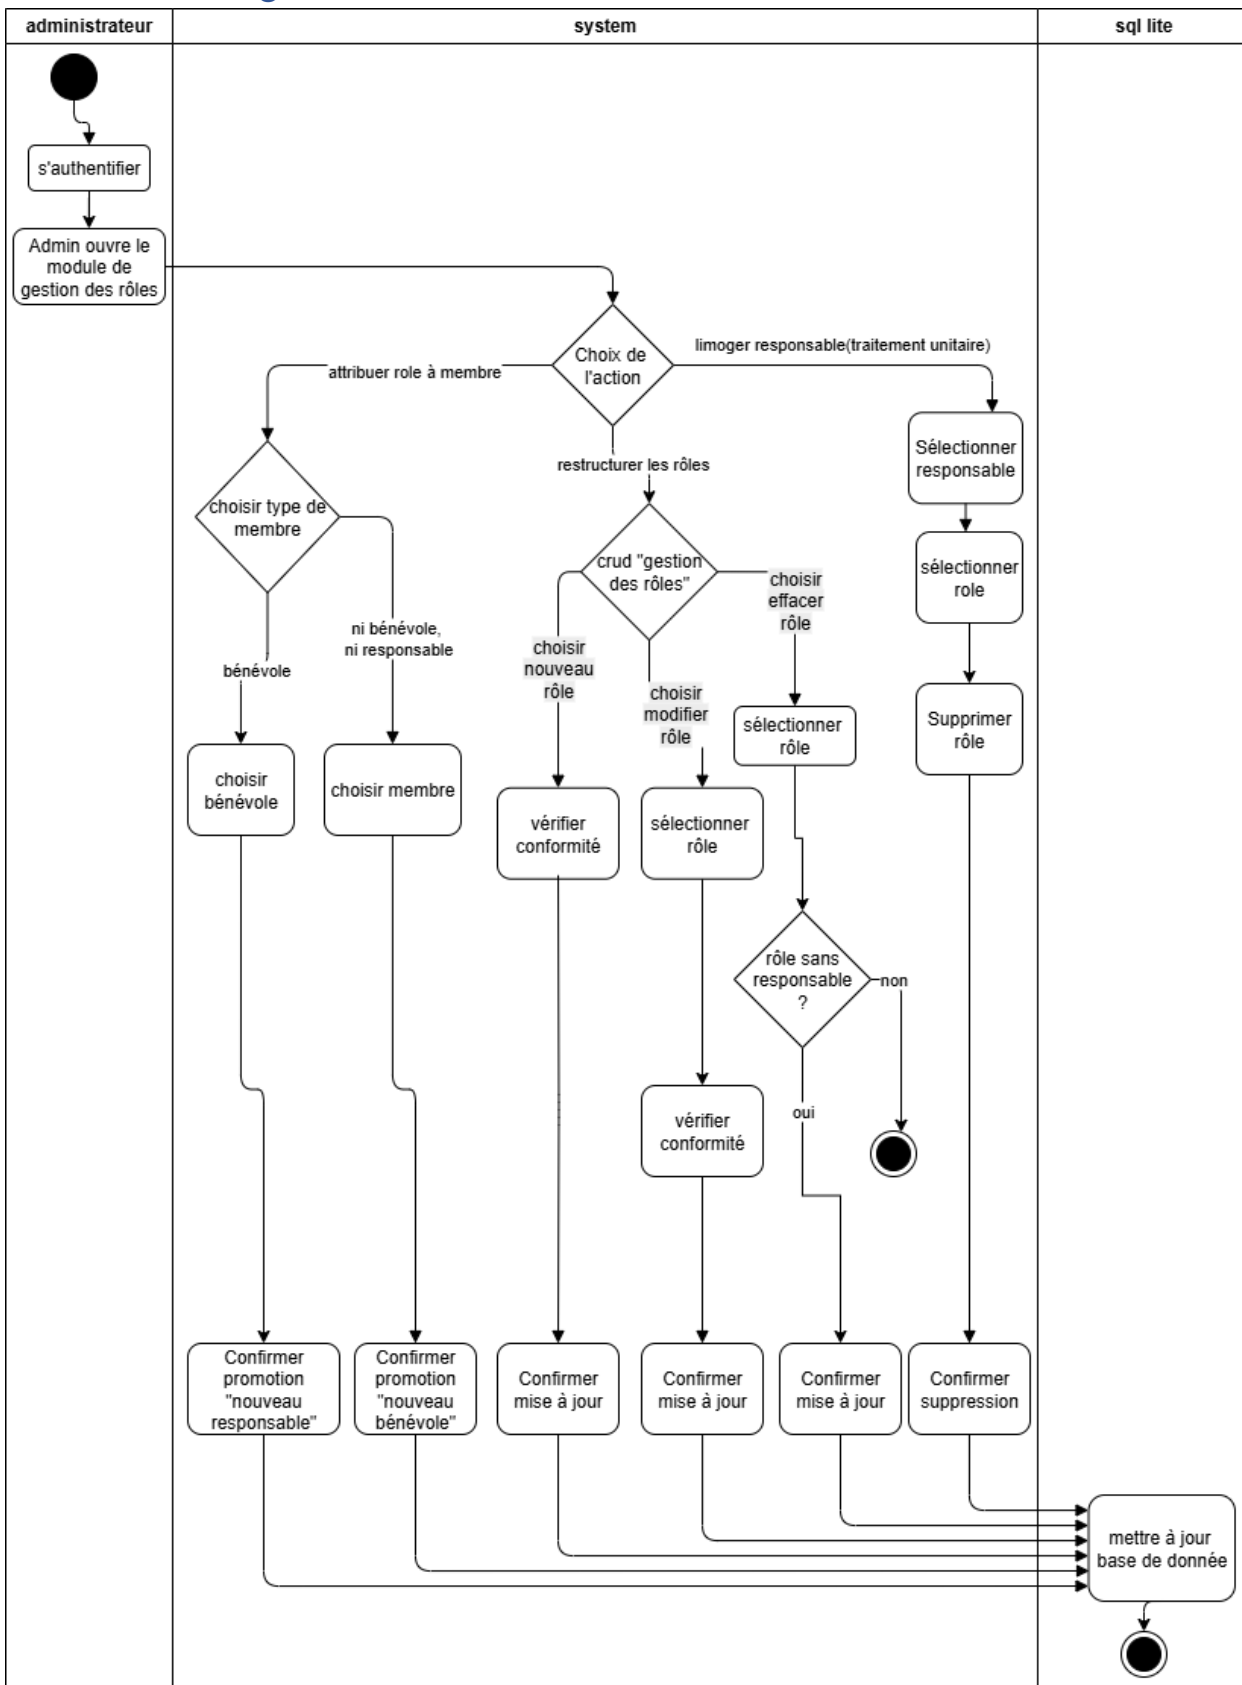 administrateur
system
sql lite
s'authentifier
Admin ouvre le
module de
gestion des rôles
Choix de
l'action
limoger responsable(traitement unitaire)
attribuer role à membre
restructurer les rôles
Sélectionner
responsable
choisir type de
membre
crud "gestion
des rôles"
choisir
effacer
rôle
sélectionner
role
ni bénévole,
ni responsable
bénévole
choisir
nouveau
rôle
choisir
modifier
rôle
sélectionner
rôle
Supprimer
rôle
choisir
bénévole
choisir membre
vérifier
conformité
sélectionner
rôle
rôle sans
responsable
?
non
oui
vérifier
conformité
Confirmer
promotion
"nouveau
responsable"
Confirmer
promotion
"nouveau
bénévole"
Confirmer
mise à jour
Confirmer
mise à jour
Confirmer
mise à jour
Confirmer
suppression
mettre à jour
base de donnée